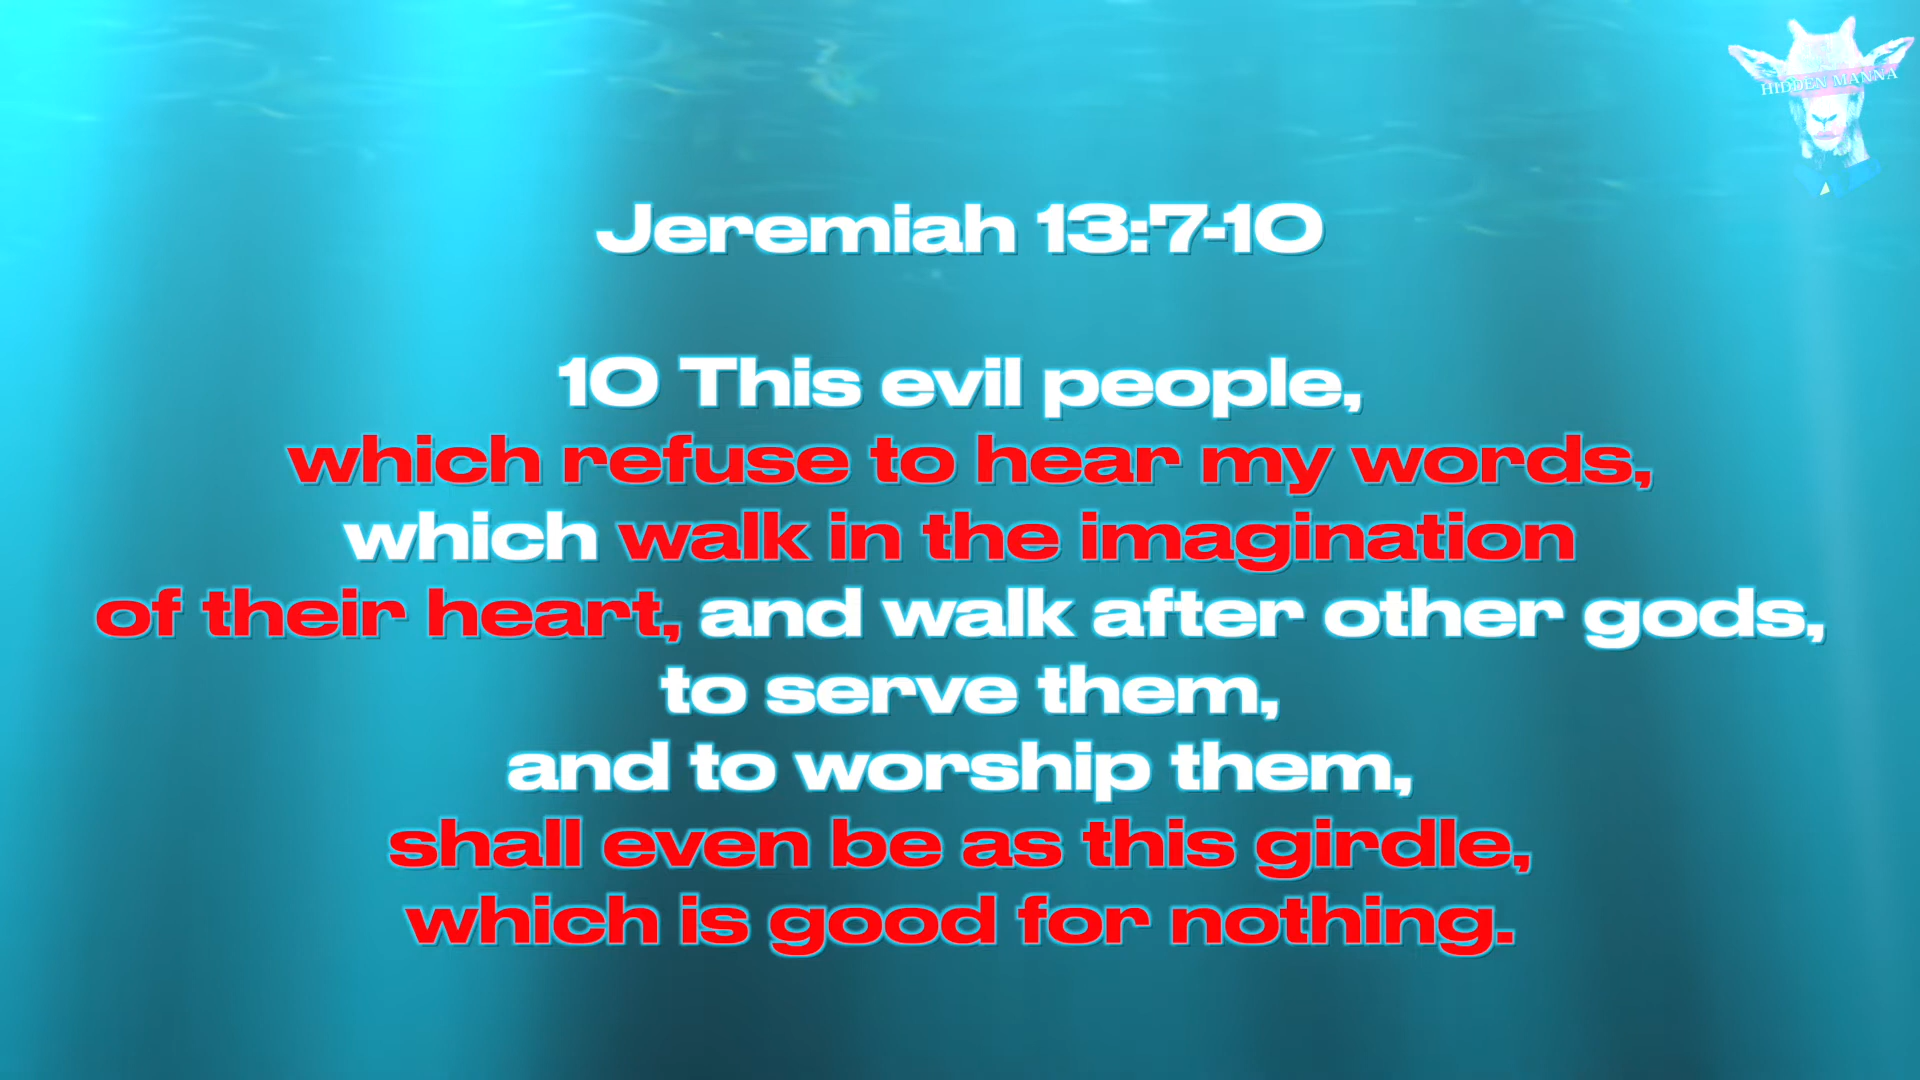 HIDDEN MANNA
Jeremiah 13:7-10
10 This evil people,
which refuse to hear my words,
which walk in the imagination
of their heart, and walk after other gods,
to serve them,
and to worship them,
shall even be as this girdle,
which is good for nothing.